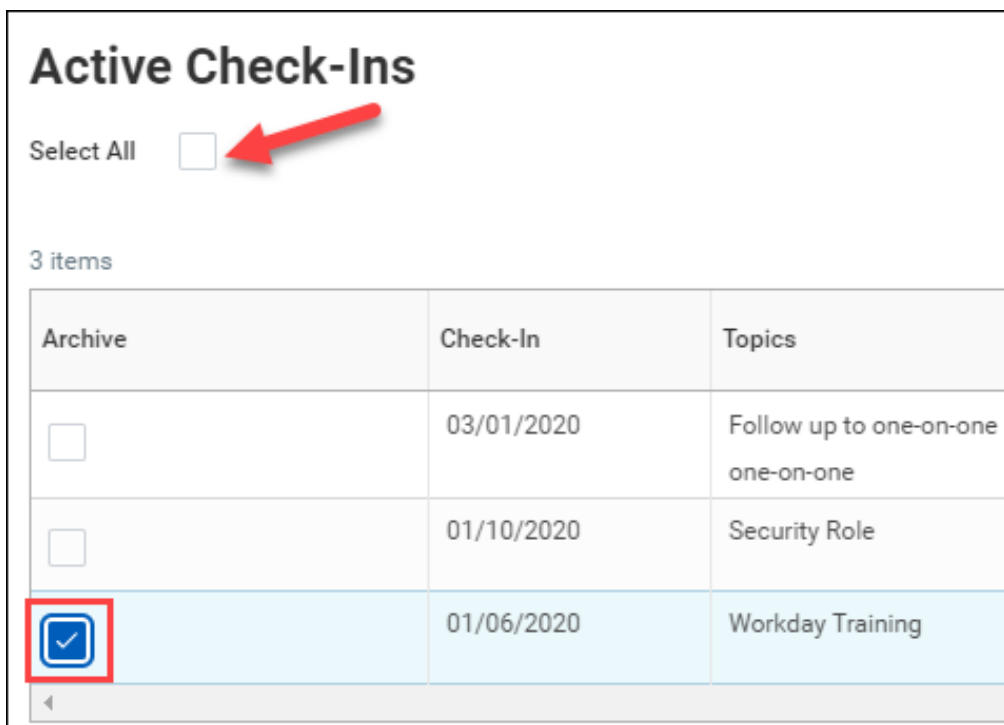 Active Check-Ins
Select All
3 items
Archive Check-In Topics
03/01/2020 Follow up to one-on-one
one-on-one
01/10/2020 Security Role
01/06/2020 Workday Training